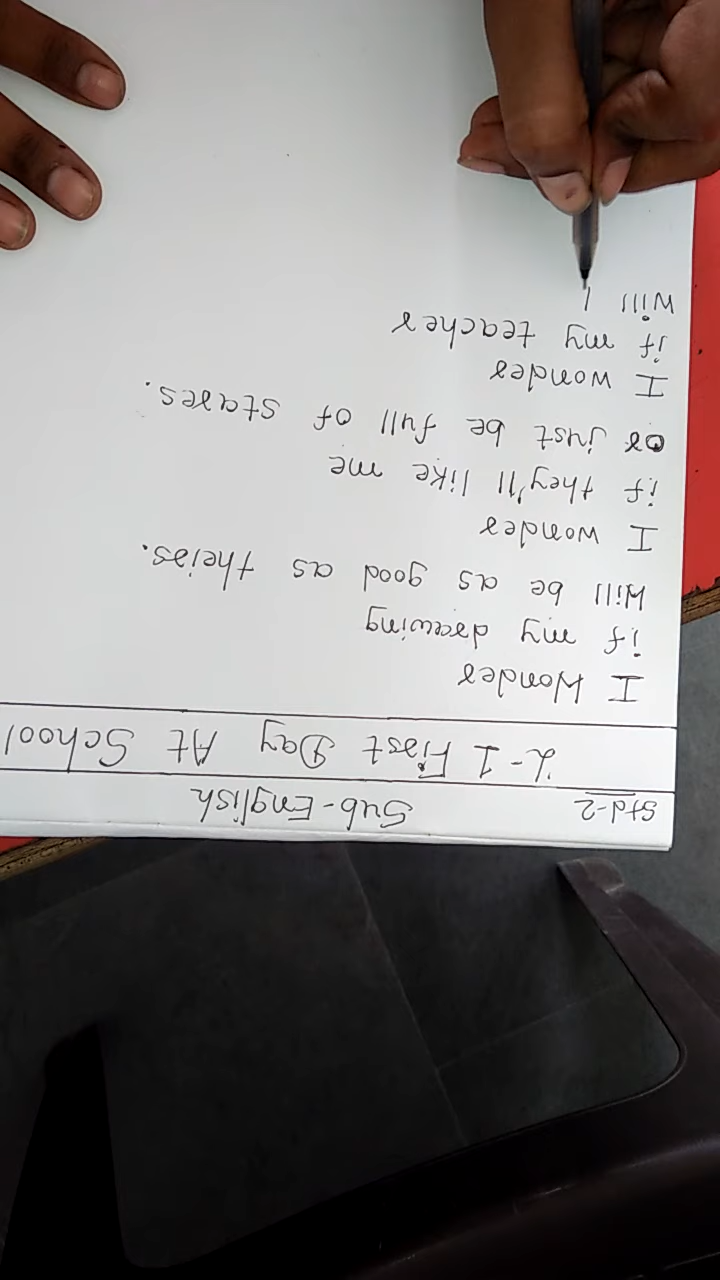 Std-2 Sub-English
L-1 First Day At School
I Wonder
if my drewing
Will be as good as theirs.
I wonder
if they'll like me
or just be full of stares.
I wonder
if my teacher
Will l